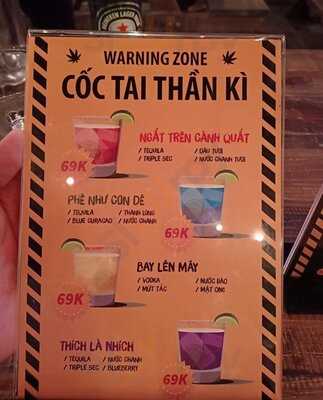 WARNING ZONE
CỐC TAI THẦN KÌ
NGẤT TRÊN CÀNH QUẤT
/ TEQUILA / DÂU TƯƠI
/ TRIPLE SEC / NƯỚC CHANH TƯƠI
69K
PHÊ NHƯ CON DÊ
/ TEQUILA / THANH LONG
/ BLUE CURACAO / NƯỚC CHANH
69K
BAY LÊN MÂY
/ VODKA / NƯỚC ĐÀO
/ MỨT TẮC / MẬT ONG
69K
THÍCH LÀ NHÍCH
/ TEQUILA / NƯỚC CHANH
/ TRIPLE SEC / BLUEBERRY
69K